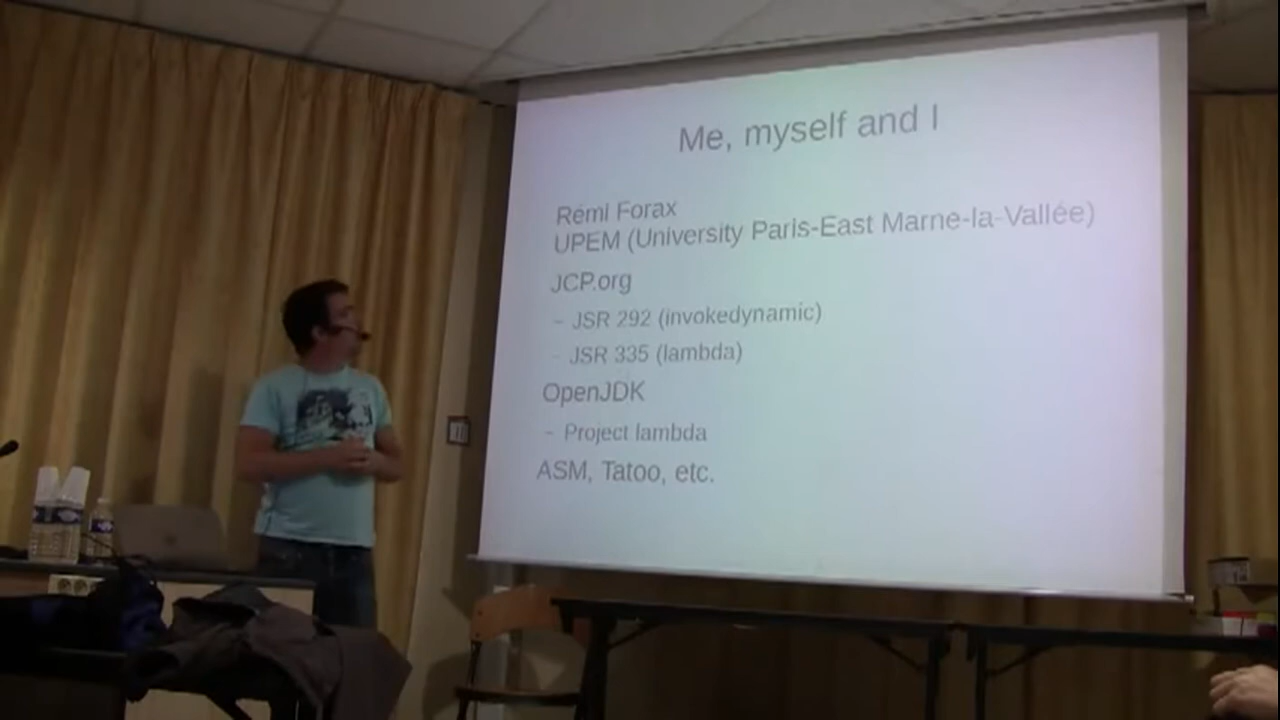 Me, myself and I
Rémi Forax
UPEM (University Paris-East Marne-la-Vallée)
JCP.org
– JSR 292 (invokedynamic)
– JSR 335 (lambda)
OpenJDK
– Project lambda
ASM, Tatoo, etc.